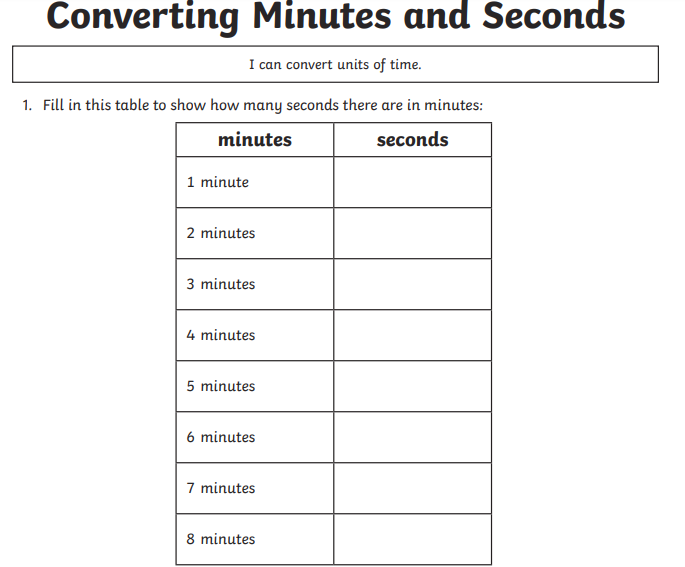 Converting Minutes and Seconds
I can convert units of time.
1. Fill in this table to show how many seconds there are in minutes:
minutes seconds
1 minute
2 minutes
3 minutes
4 minutes
5 minutes
6 minutes
7 minutes
8 minutes